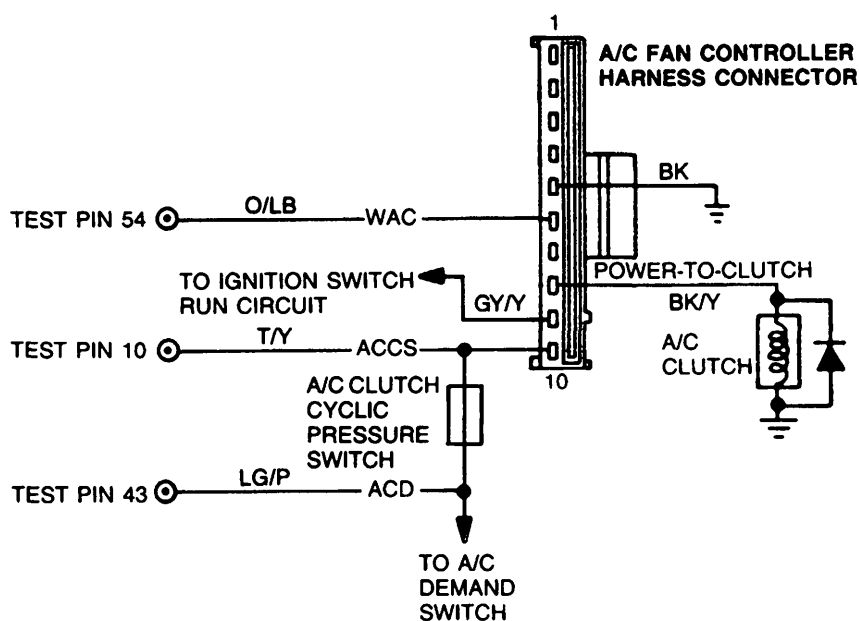 1
A/C FAN CONTROLLER
HARNESS CONNECTOR
BK
TEST PIN 54
O/LB
WAC
POWER-TO-CLUTCH
BK/Y
TO IGNITION SWITCH
RUN CIRCUIT
GY/Y
TEST PIN 10
T/Y
ACCS
10
A/C
CLUTCH
A/C CLUTCH
CYCLIC
PRESSURE
SWITCH
TEST PIN 43
LG/P
ACD
TO A/C
DEMAND
SWITCH